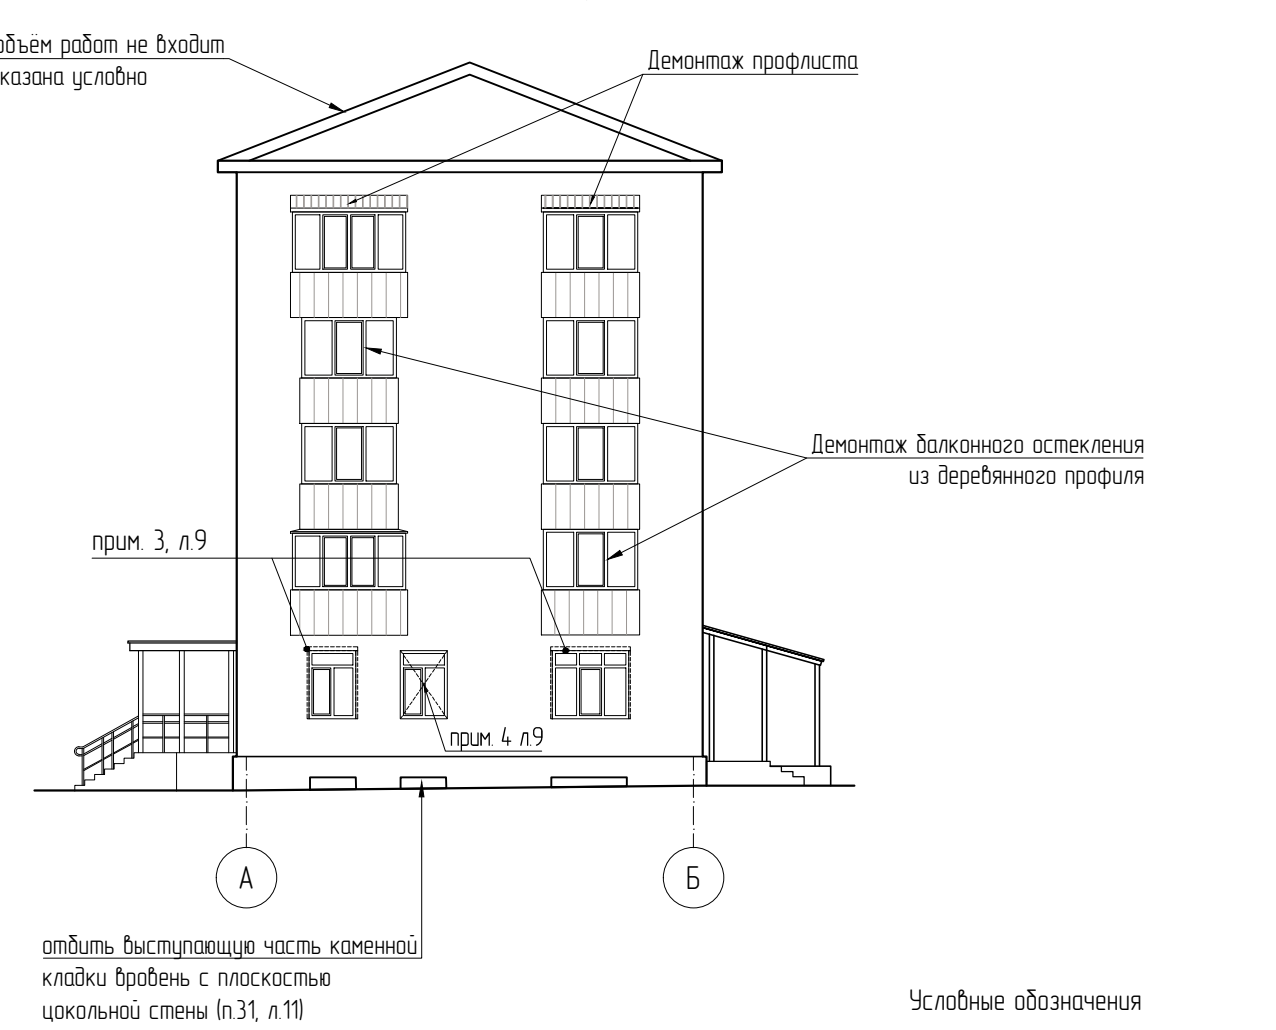 объём работ не входит
казана условно
Демонтаж профлиста
Демонтаж балконного остекления
из деревянного профиля
прим. 3, л.9
прим. 4 л.9
А
Б
отбить выступающую часть каменной
кладки вровень с плоскостью
цокольной стены (п.31, л.11)
Условные обозначения